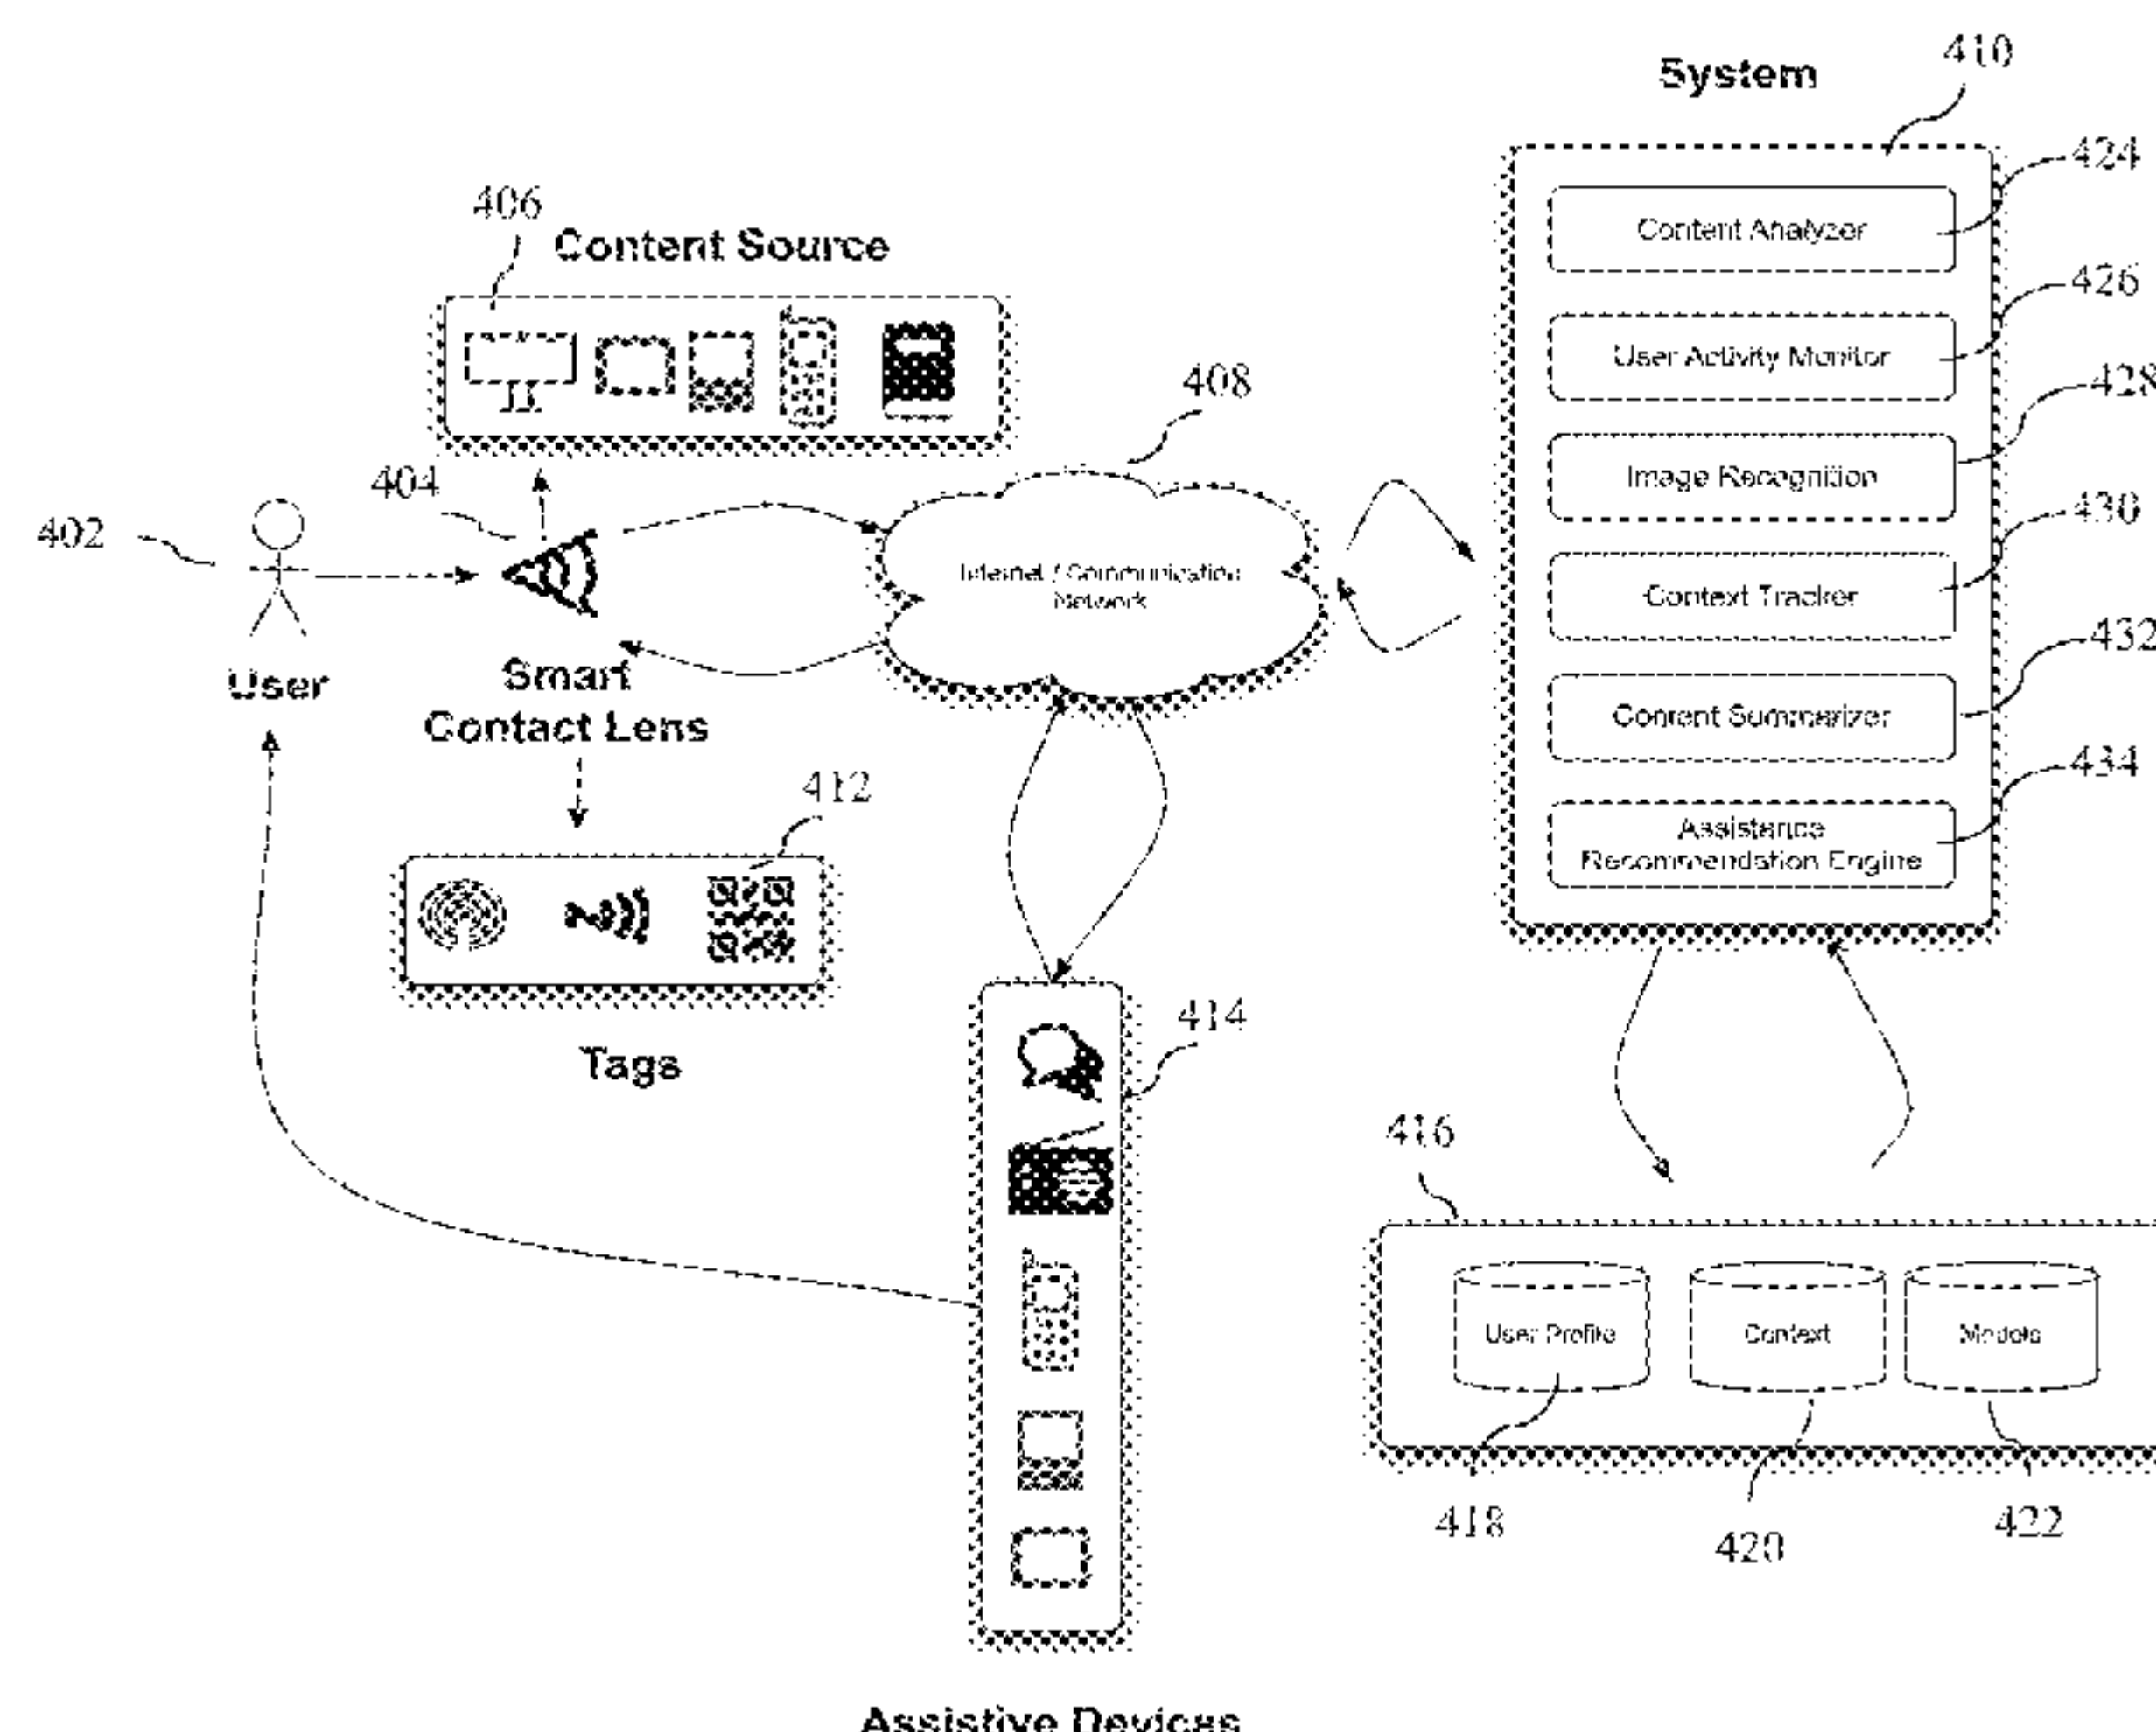 System
410
424
Content Analyzer
406
Content Source
426
User Activity Monitor
408
428
Image Recognition
404
402
430
Internet / Communication
Network
Context Tracker
432
User
Smart
Contact Lens
Content Summarizer
412
434
Assistance
Recommendation Engine
414
Tags
416
User Profile
Context
Models
418
420
422
Assistive Devices